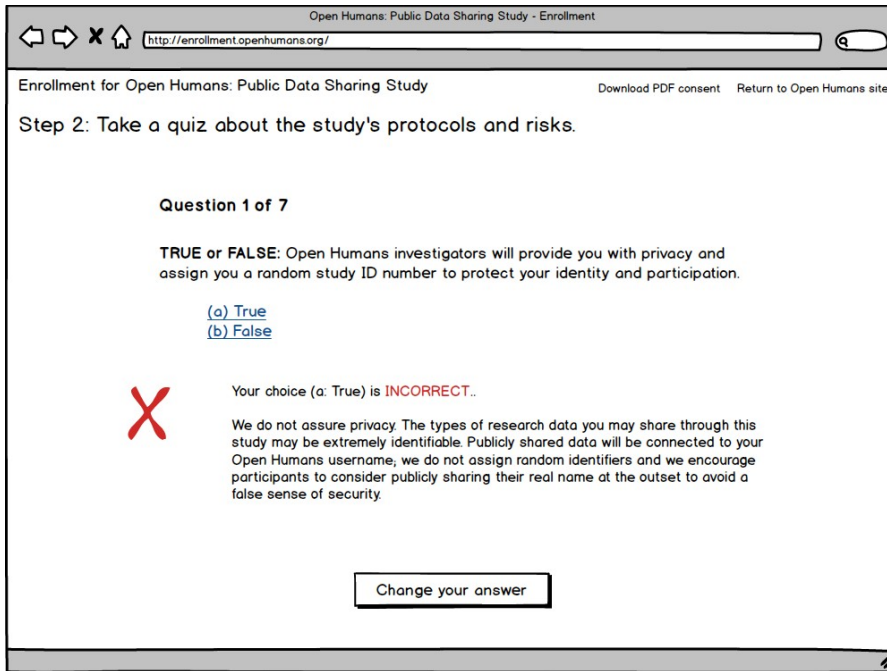 Open Humans: Public Data Sharing Study - Enrollment
http://enrollment.openhumans.org/
Enrollment for Open Humans: Public Data Sharing Study
Download PDF consent Return to Open Humans site
Step 2: Take a quiz about the study's protocols and risks.
Question 1 of 7
TRUE or FALSE: Open Humans investigators will provide you with privacy and
assign you a random study ID number to protect your identity and participation.
(a) True
(b) False
Your choice (a: True) is INCORRECT..
We do not assure privacy. The types of research data you may share through this
study may be extremely identifiable. Publicly shared data will be connected to your
Open Humans username; we do not assign random identifiers and we encourage
participants to consider publicly sharing their real name at the outset to avoid a
false sense of security.
Change your answer